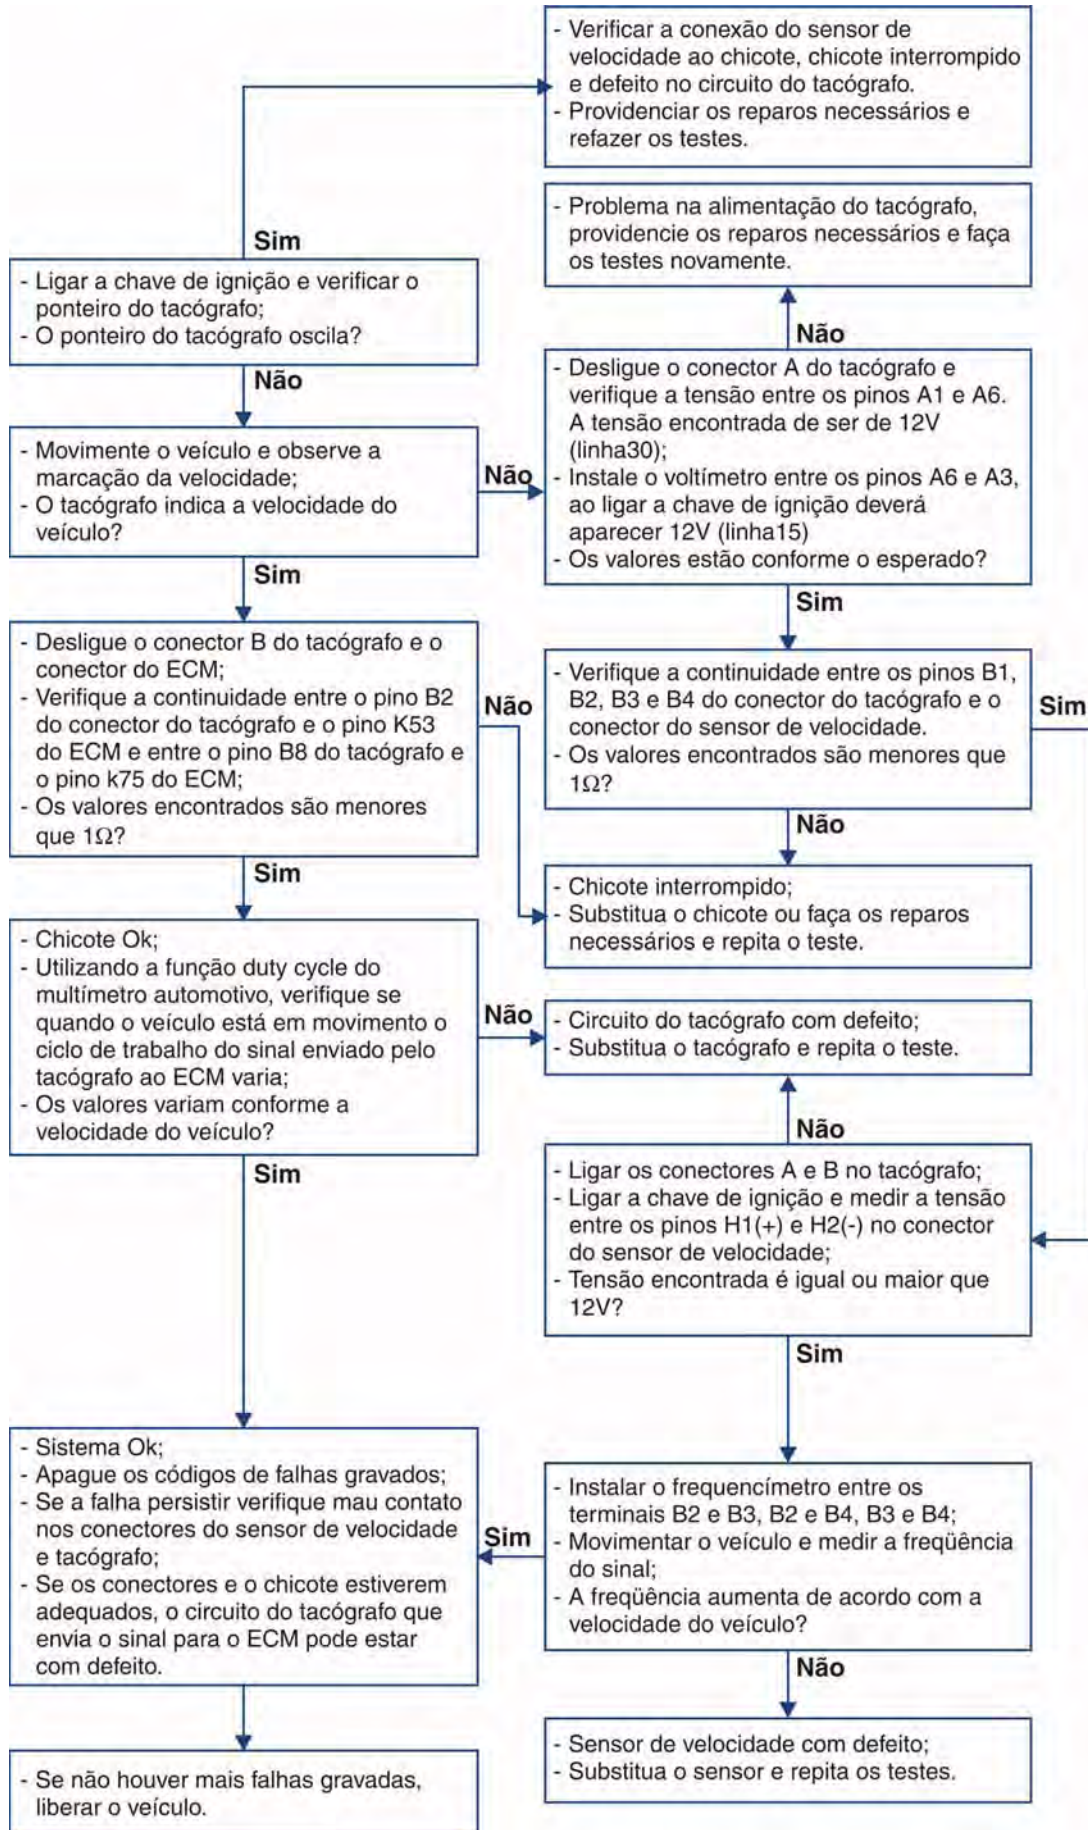 - Verificar a conexão do sensor de
velocidade ao chicote, chicote interrompido
e defeito no circuito do tacógrafo.
- Providenciar os reparos necessários e
refazer os testes.
- Problema na alimentação do tacógrafo,
providencie os reparos necessários e faça
os testes novamente.
Sim
- Ligar a chave de ignição e verificar o
ponteiro do tacógrafo;
- O ponteiro do tacógrafo oscila?
Não
Não
- Desligue o conector A do tacógrafo e
verifique a tensão entre os pinos A1 e A6.
A tensão encontrada de ser de 12V
(linha30);
- Instale o voltímetro entre os pinos A6 e A3,
ao ligar a chave de ignição deverá
aparecer 12V (linha15)
- Os valores estão conforme o esperado?
- Movimente o veículo e observe a
marcação da velocidade;
- O tacógrafo indica a velocidade do
veículo?
Não
Sim
Sim
- Desligue o conector B do tacógrafo e o
conector do ECM;
- Verifique a continuidade entre o pino B2
do conector do tacógrafo e o pino K53
do ECM e entre o pino B8 do tacógrafo e
o pino k75 do ECM;
- Os valores encontrados são menores
que 1Ω?
Não
- Verifique a continuidade entre os pinos B1,
B2, B3 e B4 do conector do tacógrafo e o
conector do sensor de velocidade.
- Os valores encontrados são menores que
1Ω?
Sim
Não
Sim
- Chicote interrompido;
- Substitua o chicote ou faça os reparos
necessários e repita o teste.
- Chicote Ok;
- Utilizando a função duty cycle do
multímetro automotivo, verifique se
quando o veículo está em movimento o
ciclo de trabalho do sinal enviado pelo
tacógrafo ao ECM varia;
- Os valores variam conforme a
velocidade do veículo?
Não
- Circuito do tacógrafo com defeito;
- Substitua o tacógrafo e repita o teste.
Não
Sim
- Ligar os conectores A e B no tacógrafo;
- Ligar a chave de ignição e medir a tensão
entre os pinos H1(+) e H2(-) no conector
do sensor de velocidade;
- Tensão encontrada é igual ou maior que
12V?
Sim
- Sistema Ok;
- Apague os códigos de falhas gravados;
- Se a falha persistir verifique mau contato
nos conectores do sensor de velocidade
e tacógrafo;
- Se os conectores e o chicote estiverem
adequados, o circuito do tacógrafo que
envia o sinal para o ECM pode estar
com defeito.
Sim
- Instalar o frequencímetro entre os
terminais B2 e B3, B2 e B4, B3 e B4;
- Movimentar o veículo e medir a freqüência
do sinal;
- A freqüência aumenta de acordo com a
velocidade do veículo?
Não
- Sensor de velocidade com defeito;
- Substitua o sensor e repita os testes.
- Se não houver mais falhas gravadas,
liberar o veículo.